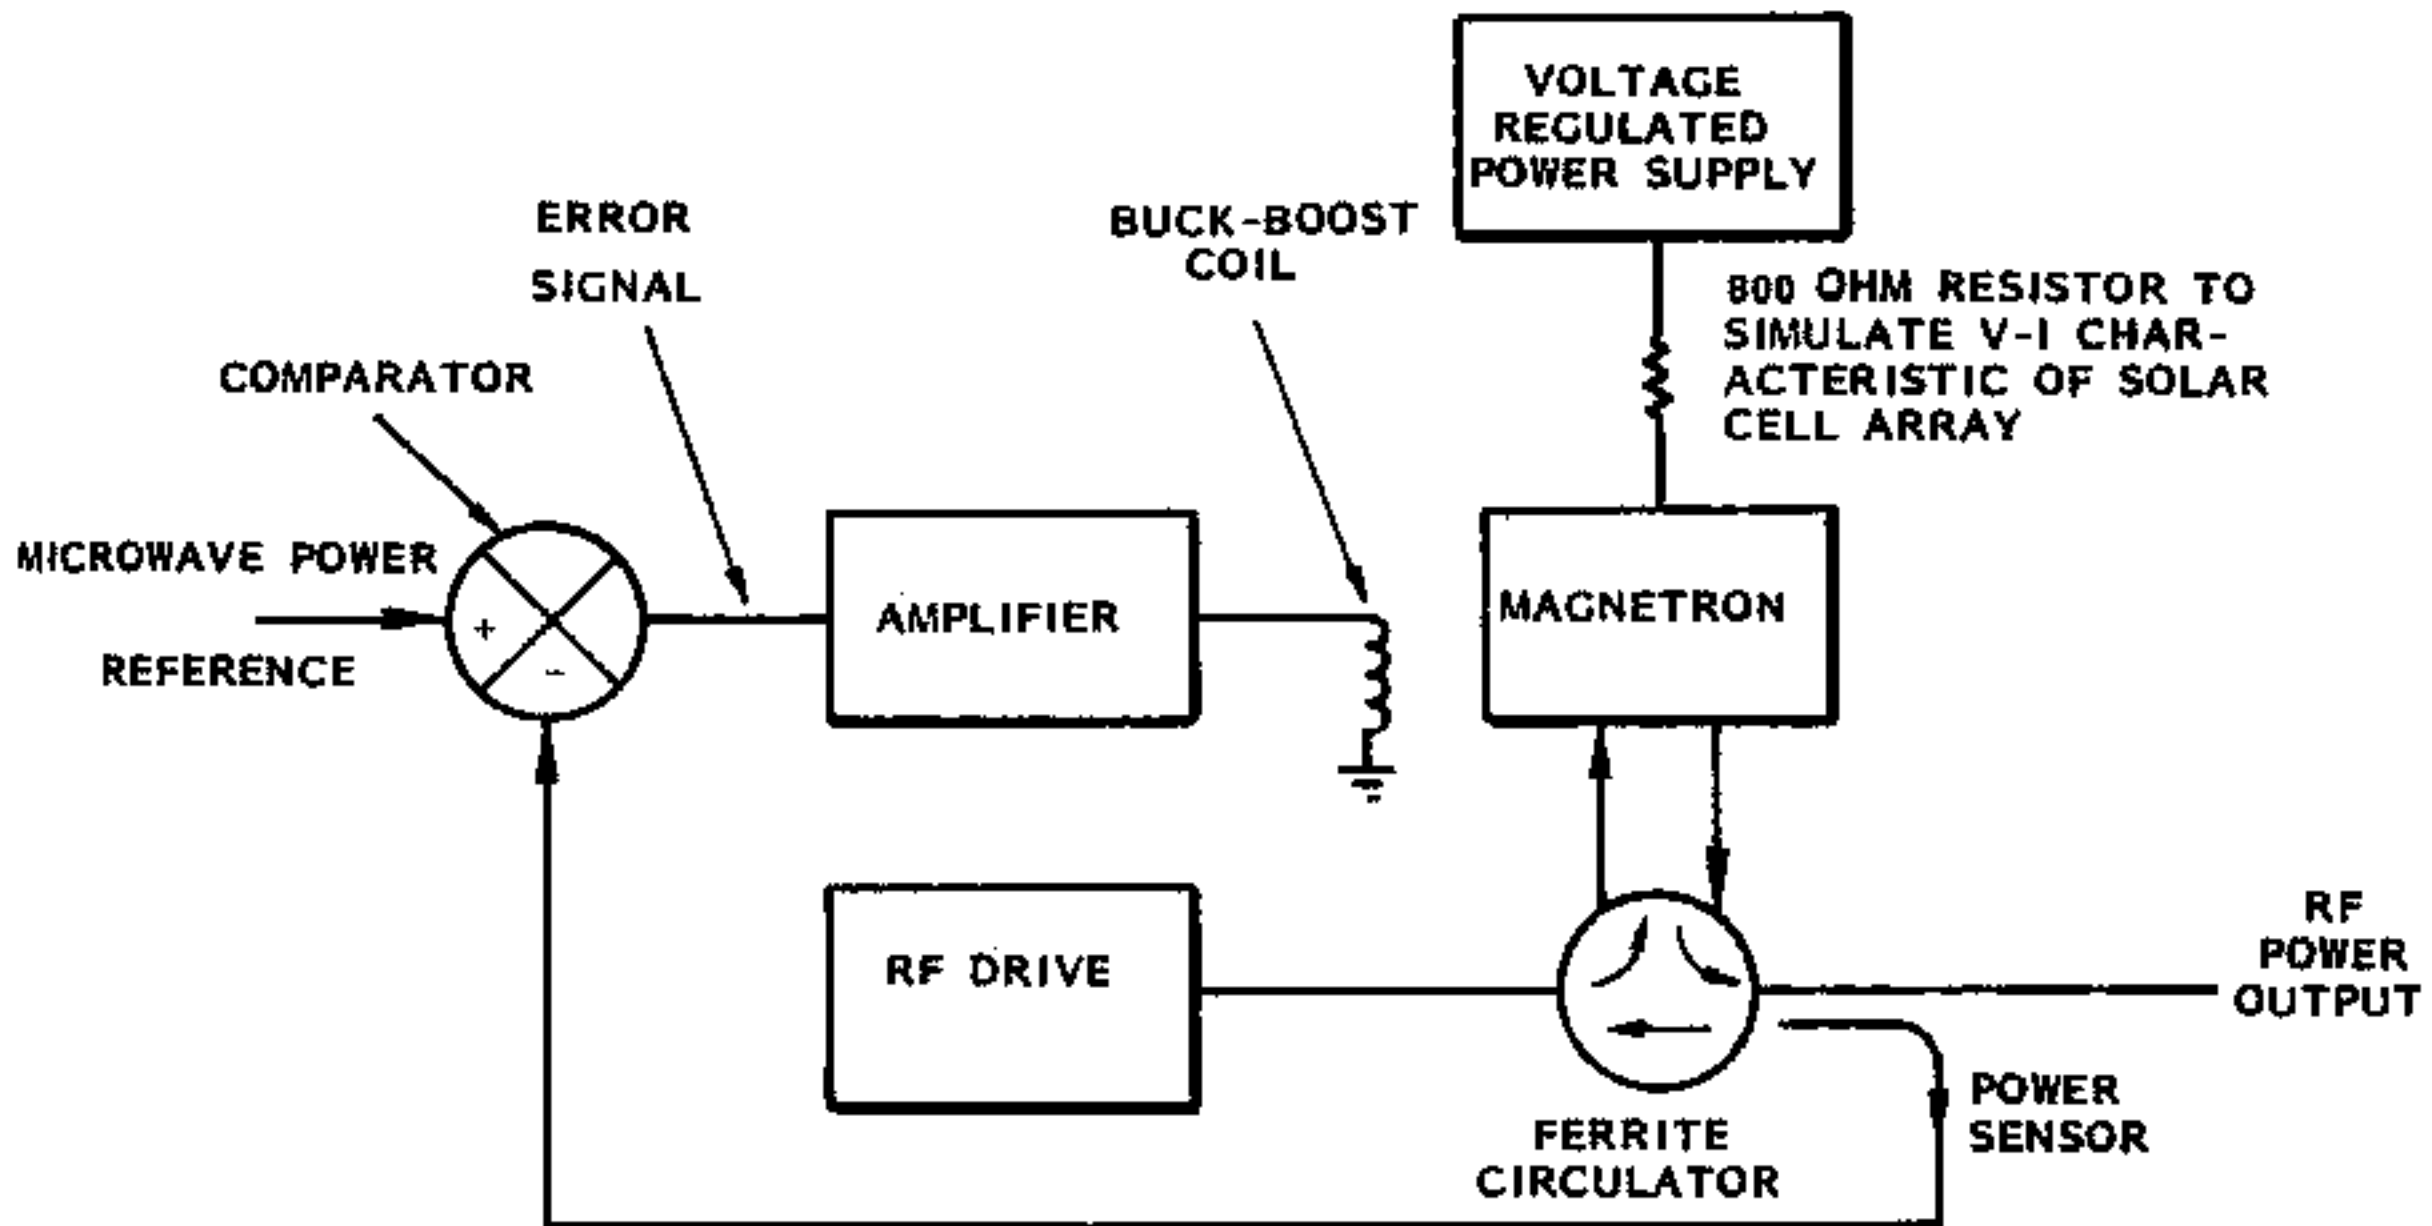 VOLTAGE
REGULATED
POWER SUPPLY
ERROR
SIGNAL
BUCK-BOOST
COIL
800 OHM RESISTOR TO
SIMULATE V-I CHAR-
ACTERISTIC OF SOLAR
CELL ARRAY
COMPARATOR
MICROWAVE POWER
REFERENCE
+
-
AMPLIFIER
MAGNETRON
RF DRIVE
RF
POWER
OUTPUT
POWER
SENSOR
FERRITE
CIRCULATOR